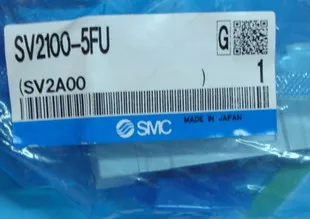 SV2100-5FU
G
(SV2A00 ) 1
SMC MADE IN JAPAN